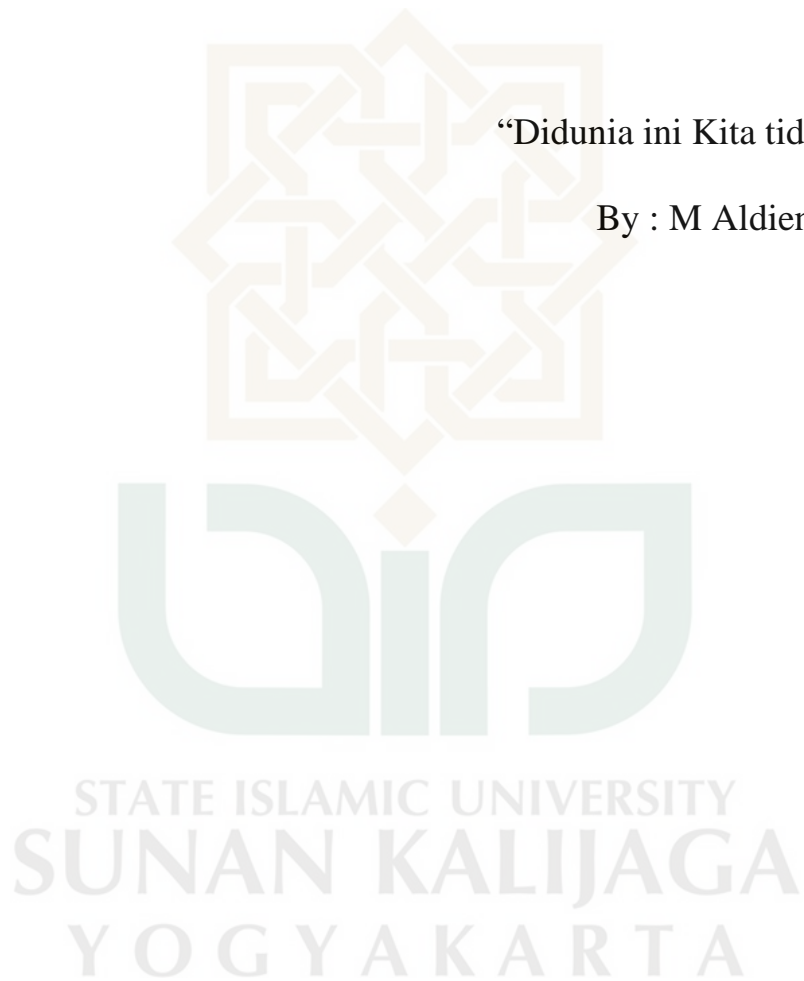 “Didunia ini Kita tid
By : M Aldien
STATE ISLAMIC UNIVERSITY
SUNAN KALIJAGA
YOGYAKARTA